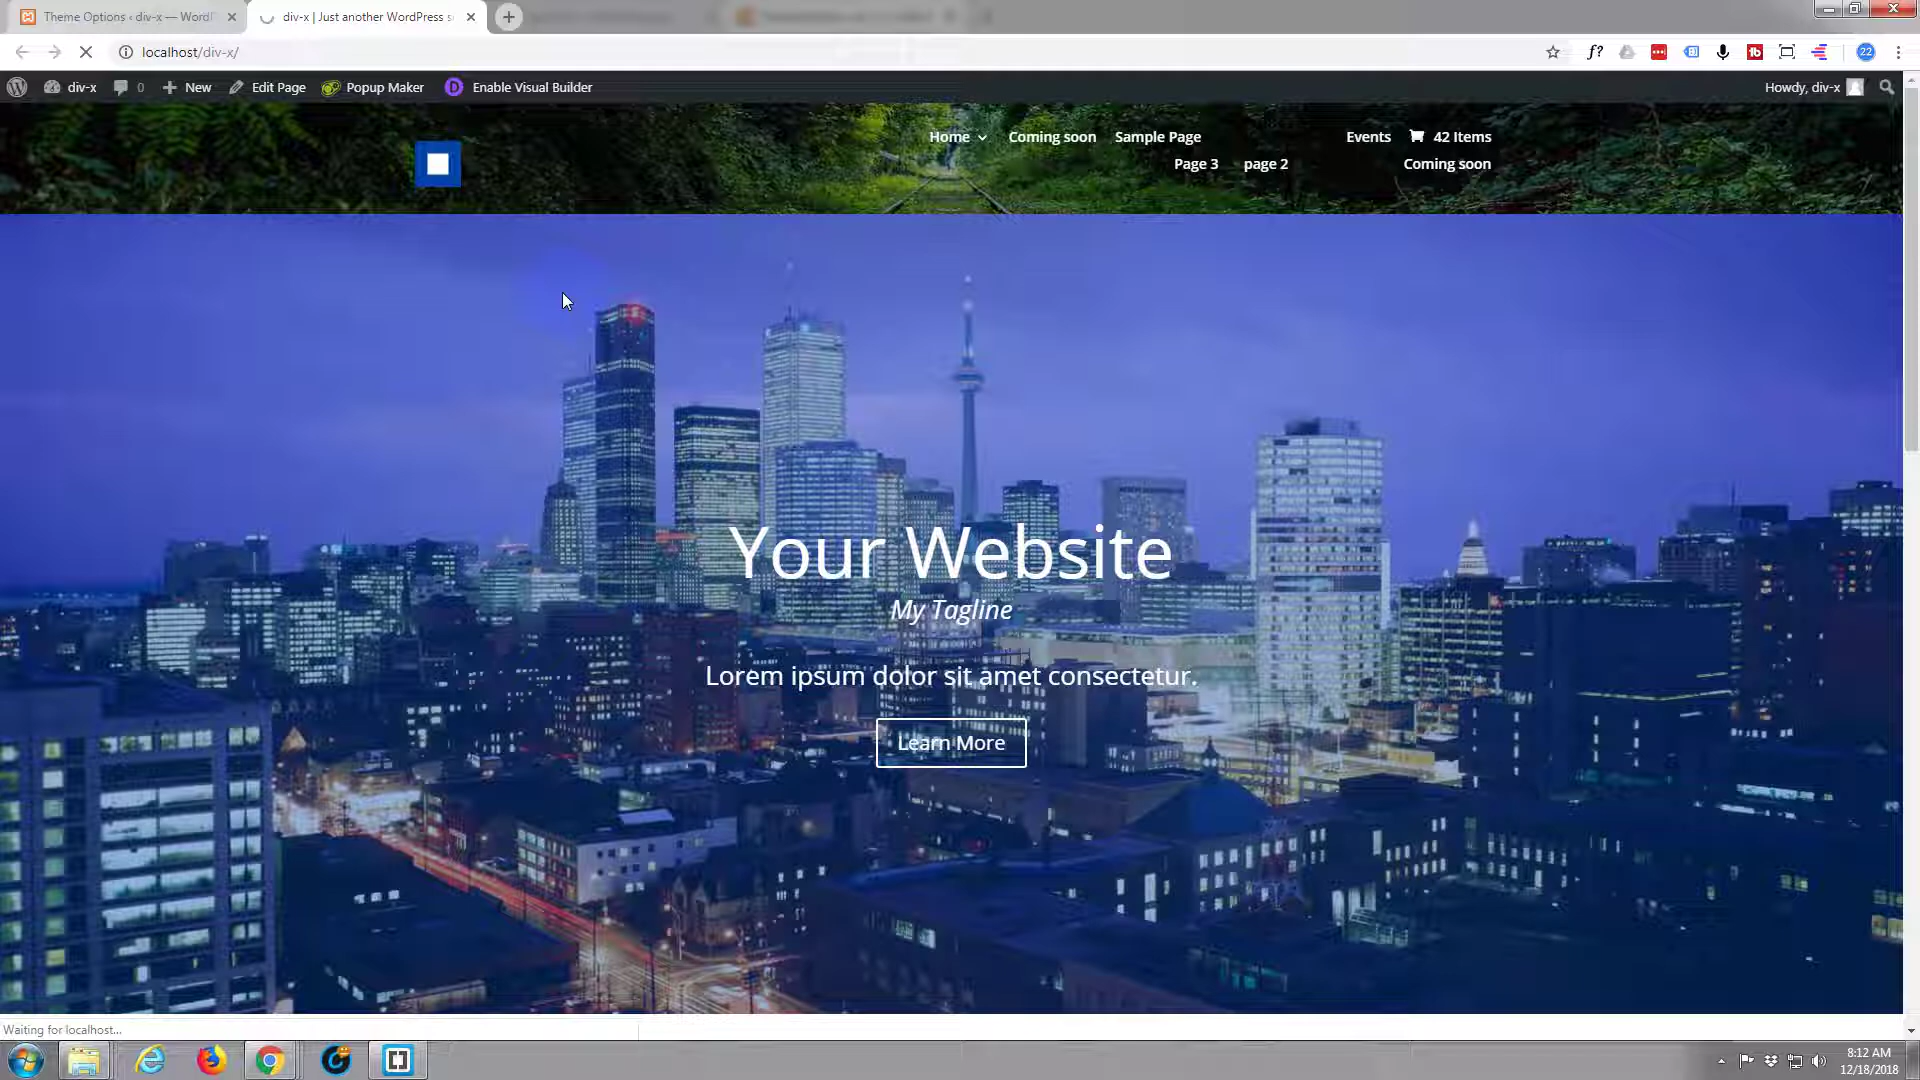 Theme Options ‹ div-x — WordP
div-x | Just another WordPress s
localhost/div-x/
f?
22
div-x
0
New
Edit Page
Popup Maker
D
Enable Visual Builder
Howdy, div-x
Home
Coming soon
Sample Page
Events
42 Items
Page 3
page 2
Coming soon
Your Website
My Tagline
Lorem ipsum dolor sit amet consectetur.
Learn More
Waiting for localhost...
8:12 AM
12/18/2018